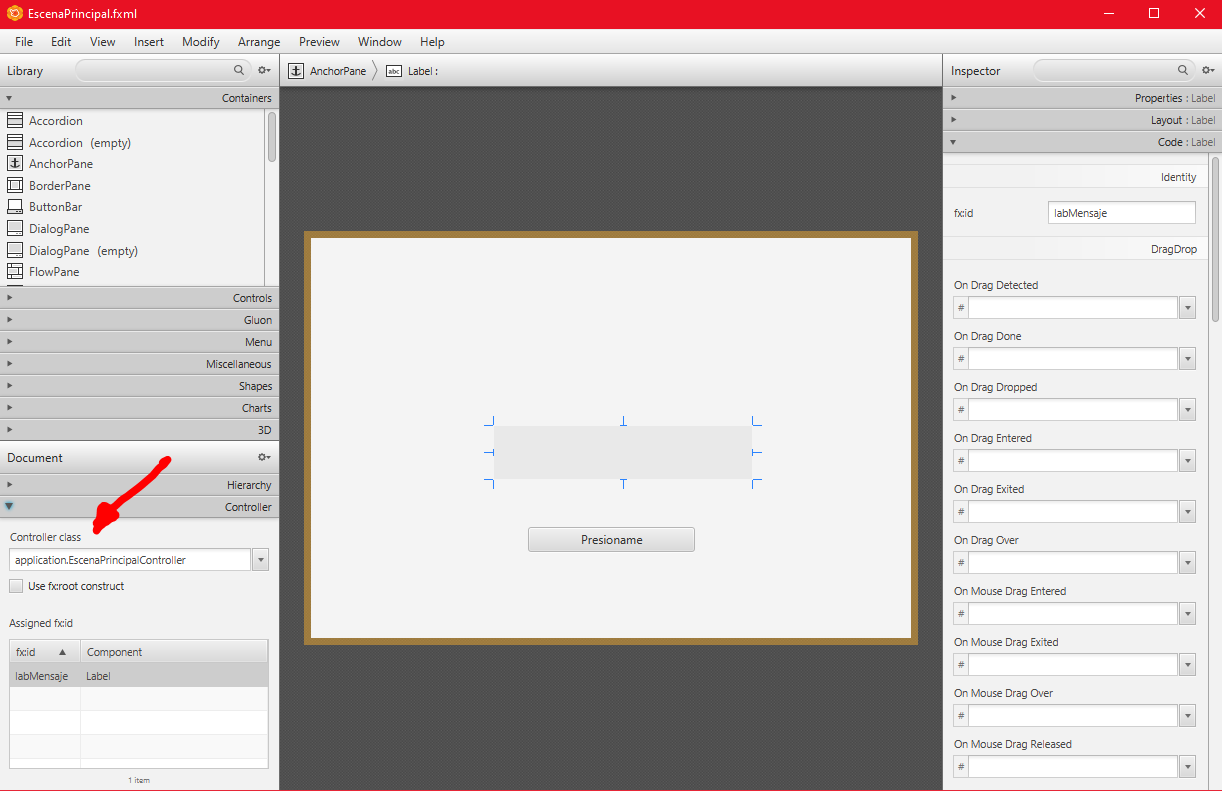 EscenaPrincipal.fxml
File Edit View Insert Modify Arrange Preview Window Help
Library
AnchorPane
abc Label :
Inspector
Containers
Accordion
Accordion (empty)
AnchorPane
BorderPane
ButtonBar
DialogPane
DialogPane (empty)
FlowPane
Controls
Gluon
Menu
Miscellaneous
Shapes
Charts
3D
Document
Hierarchy
Controller
Controller class
application.EscenaPrincipalController
Use fx:root construct
Assigned fx:id
fx:id Component
labMensaje Label
1 item
Presioname
Properties : Label
Layout : Label
Code : Label
Identity
fx:id labMensaje
DragDrop
On Drag Detected
#
On Drag Done
#
On Drag Dropped
#
On Drag Entered
#
On Drag Exited
#
On Drag Over
#
On Mouse Drag Entered
#
On Mouse Drag Exited
#
On Mouse Drag Over
#
On Mouse Drag Released
#